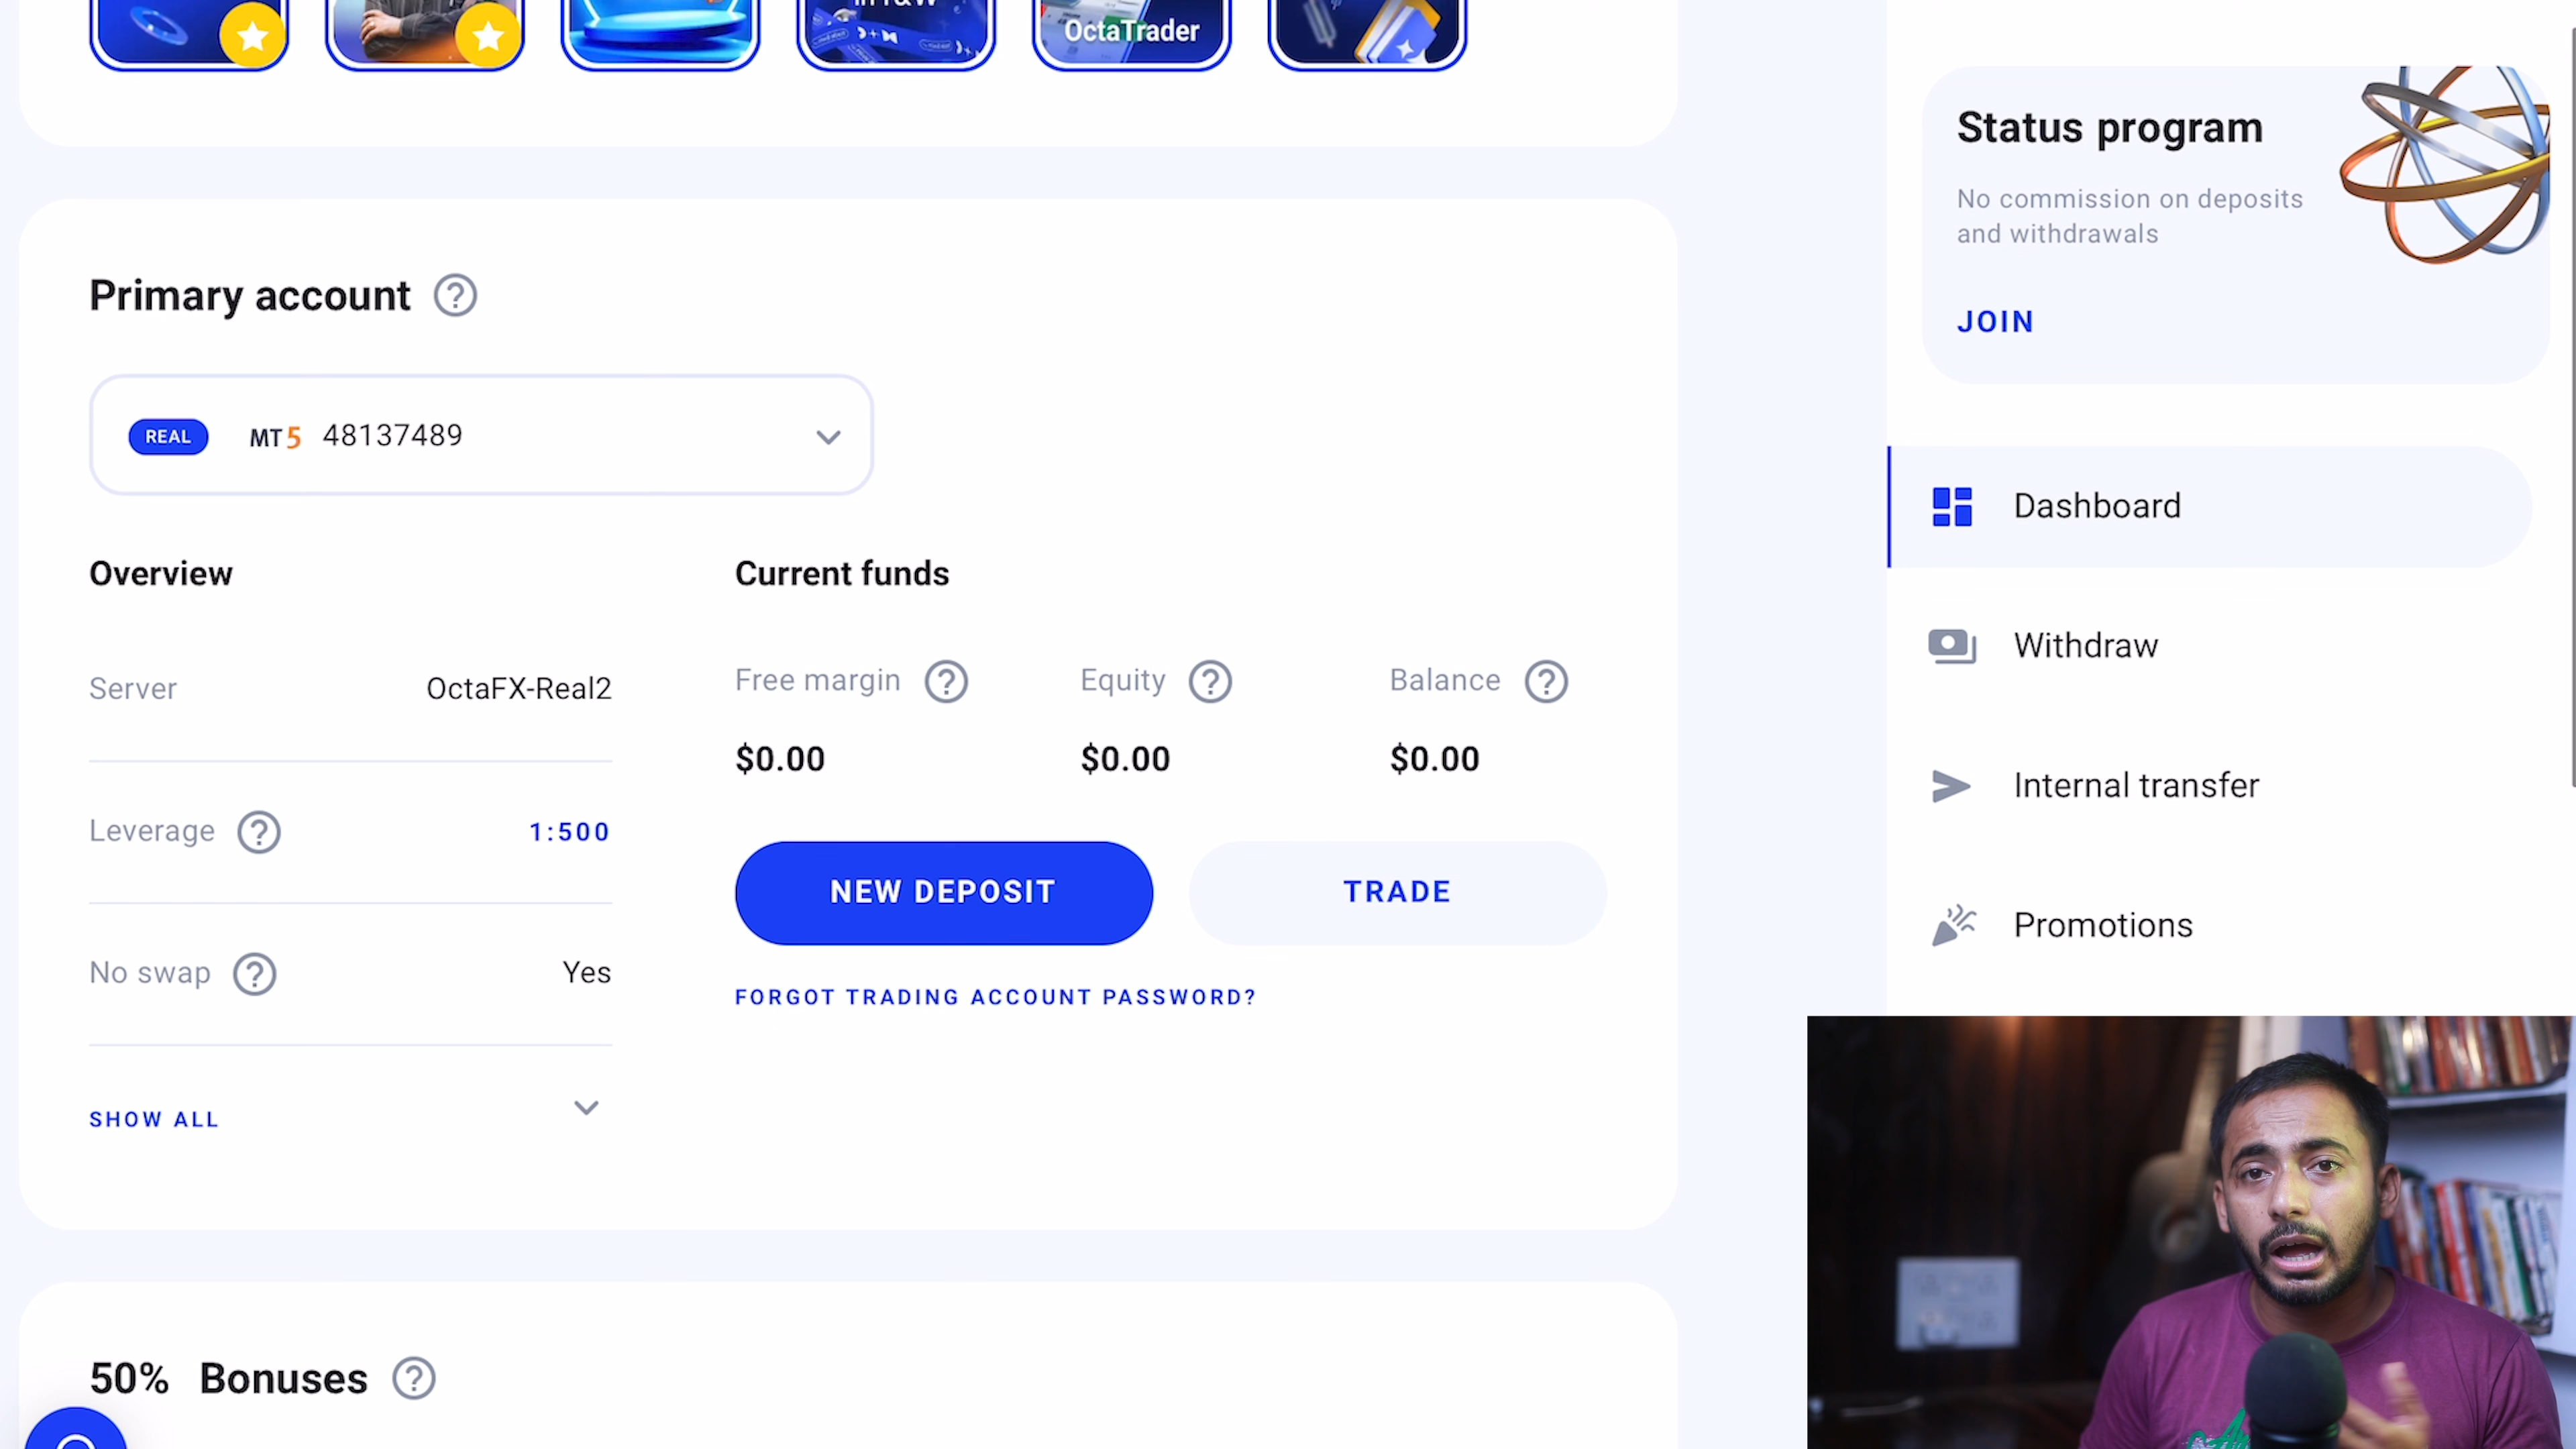 OctaTrader
Status program
No commission on deposits
and withdrawals
JOIN
Primary account
REAL MT5 48137489
Overview
Server OctaFX-Real2
Leverage 1:500
No swap Yes
SHOW ALL
Current funds
Free margin Equity Balance
$0.00 $0.00 $0.00
NEW DEPOSIT TRADE
FORGOT TRADING ACCOUNT PASSWORD?
Dashboard
Withdraw
Internal transfer
Promotions
50% Bonuses